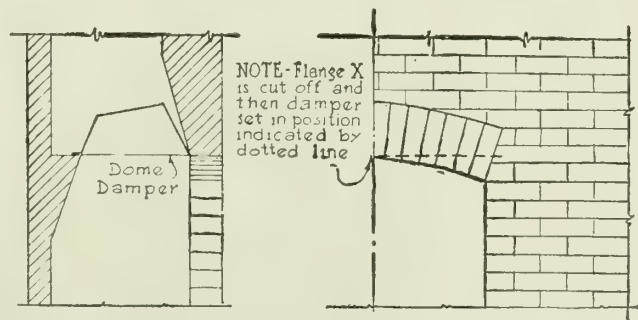 NOTE-Flange X
is cut off and
then damper
set in position
indicated by
dotted line
Dome
Damper